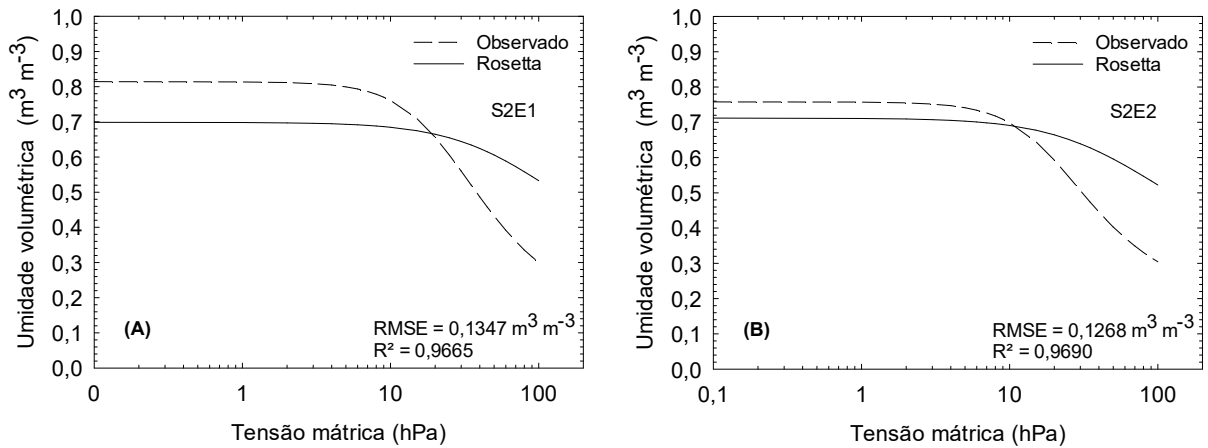 1,0
0,9
0,8
0,7
0,6
0,5
0,4
0,3
0,2
0,1
0,0
Umidade volumétrica (m³ m⁻³)
Observado
Rosetta
S2E1
(A)
RMSE = 0,1347 m³ m⁻³
R² = 0,9665
0 1 10 100
Tensão mátrica (hPa)
1,0
0,9
0,8
0,7
0,6
0,5
0,4
0,3
0,2
0,1
0,0
Umidade volumétrica (m³ m⁻³)
Observado
Rosetta
S2E2
(B)
RMSE = 0,1268 m³ m⁻³
R² = 0,9690
0,1 1 10 100
Tensão mátrica (hPa)